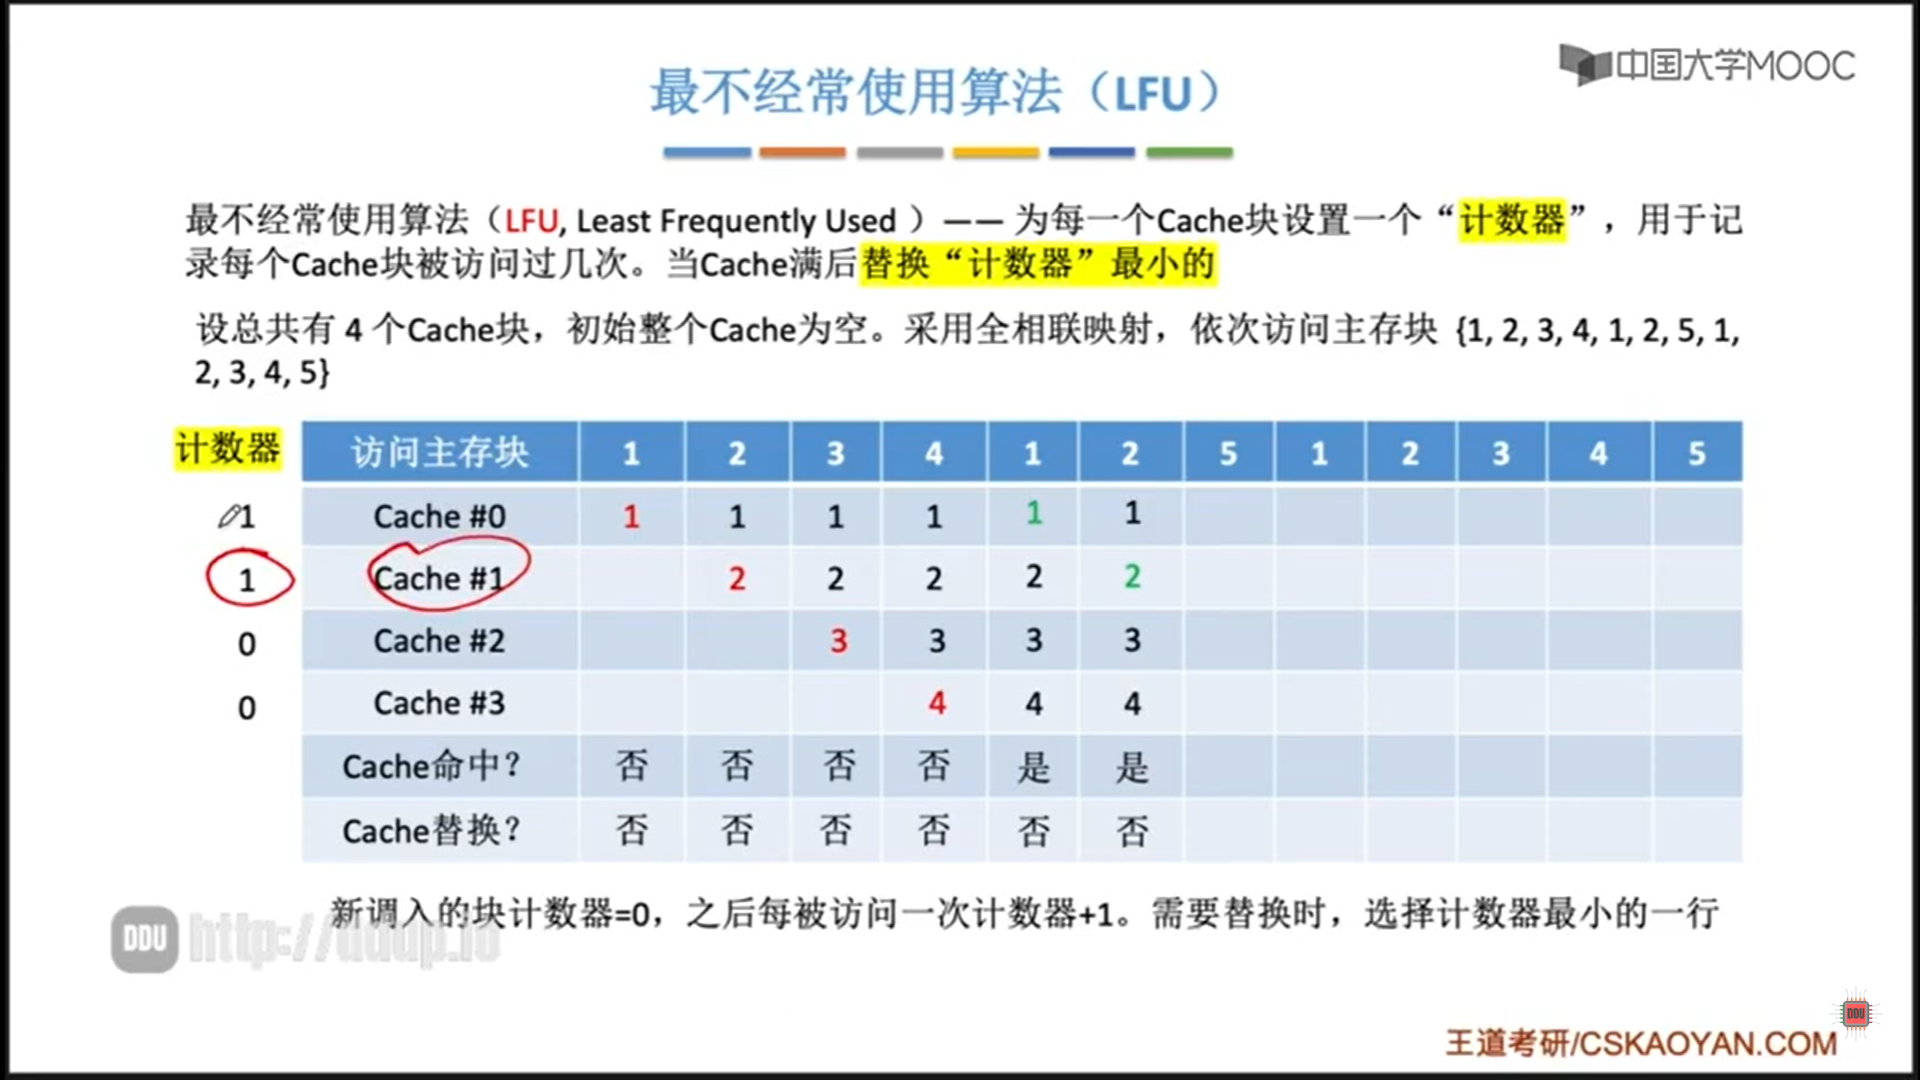 中国大学MOOC
最不经常使用算法（LFU）
最不经常使用算法（LFU, Least Frequently Used ）—— 为每一个Cache块设置一个“计数器”，用于记
录每个Cache块被访问过几次。当Cache满后替换“计数器”最小的
设总共有 4 个Cache块，初始整个Cache为空。采用全相联映射，依次访问主存块 {1, 2, 3, 4, 1, 2, 5, 1,
2, 3, 4, 5}
计数器 访问主存块 1 2 3 4 1 2 5 1 2 3 4 5
1 Cache #0 1 1 1 1 1 1
1 Cache #1 2 2 2 2 2
0 Cache #2 3 3 3 3
0 Cache #3 4 4 4
Cache命中？ 否 否 否 否 是 是
Cache替换？ 否 否 否 否 否 否
新调入的块计数器=0，之后每被访问一次计数器+1。需要替换时，选择计数器最小的一行
DDU http://ddup.io
DDU
王道考研/CSKAOYAN.COM